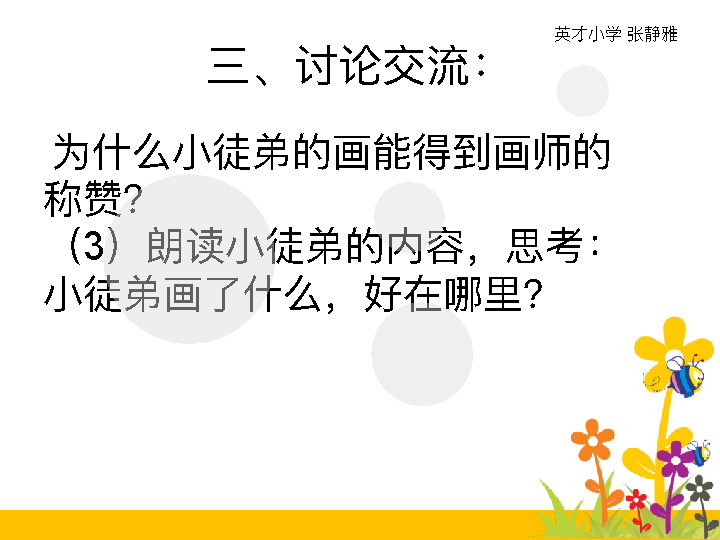 英才小学 张静雅
三、讨论交流：
为什么小徒弟的画能得到画师的
称赞？
（3）朗读小徒弟的内容，思考：
小徒弟画了什么，好在哪里？